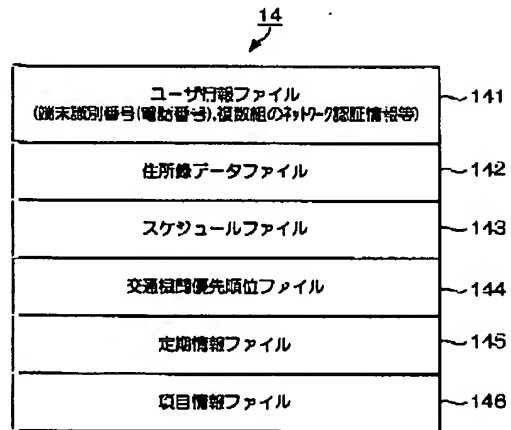 14
ユーザ情報ファイル
(端末識別番号(電話番号),複数組のネットワーク認証情報等)
141
住所録データファイル
142
スケジュールファイル
143
交通機関優先順位ファイル
144
定期情報ファイル
145
項目情報ファイル
146